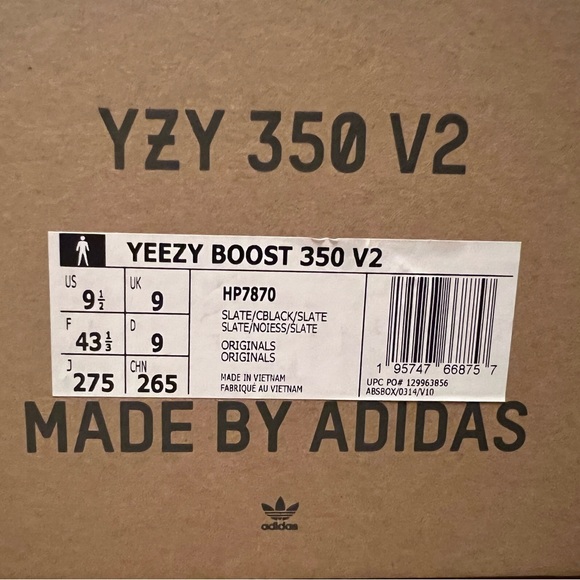 YZY 350 V2
YEEZY BOOST 350 V2
US 9 1/2
UK 9
F 43 1/3
D 9
J 275
CHN 265
HP7870
SLATE/CBLACK/SLATE
SLATE/NOIESS/SLATE
ORIGINALS
ORIGINALS
MADE IN VIETNAM
FABRIQUÉ AU VIETNAM
1 95747 66875 7
UPC PO# 129963856
ABSBOX/0314/V10
MADE BY ADIDAS
adidas